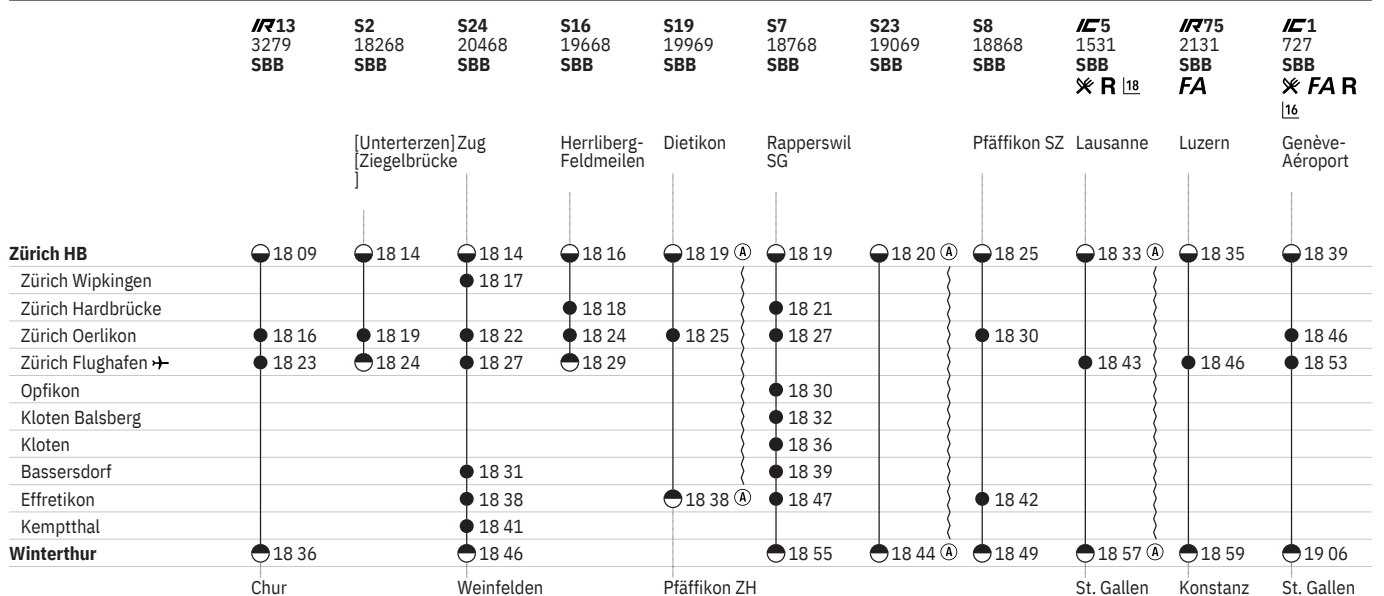 IR13 S2 S24 S16 S19 S7 S23 S8 IC5 IR75 IC1
3279 18268 20468 19668 19969 18768 19069 18868 1531 2131 727
SBB SBB SBB SBB SBB SBB SBB SBB SBB SBB SBB
R 18 FA FA R
16
[Unterterzen] Zug Herrliberg- Dietikon Rapperswil Pfäffikon SZ Lausanne Luzern Genève-
[Ziegelbrücke Feldmeilen SG Aéroport
]
Zürich HB 18 09 18 14 18 14 18 16 18 19 A 18 19 18 20 A 18 25 18 33 A 18 35 18 39
Zürich Wipkingen 18 17
Zürich Hardbrücke 18 18 18 21
Zürich Oerlikon 18 16 18 19 18 22 18 24 18 25 18 27 18 30 18 46
Zürich Flughafen 18 23 18 24 18 27 18 29 18 43 18 46 18 53
Opfikon 18 30
Kloten Balsberg 18 32
Kloten 18 36
Bassersdorf 18 31 18 39
Effretikon 18 38 18 38 A 18 47 18 42
Kemptthal 18 41
Winterthur 18 36 18 46 18 55 18 44 A 18 49 18 57 A 18 59 19 06
Chur Weinfelden Pfäffikon ZH St. Gallen Konstanz St. Gallen